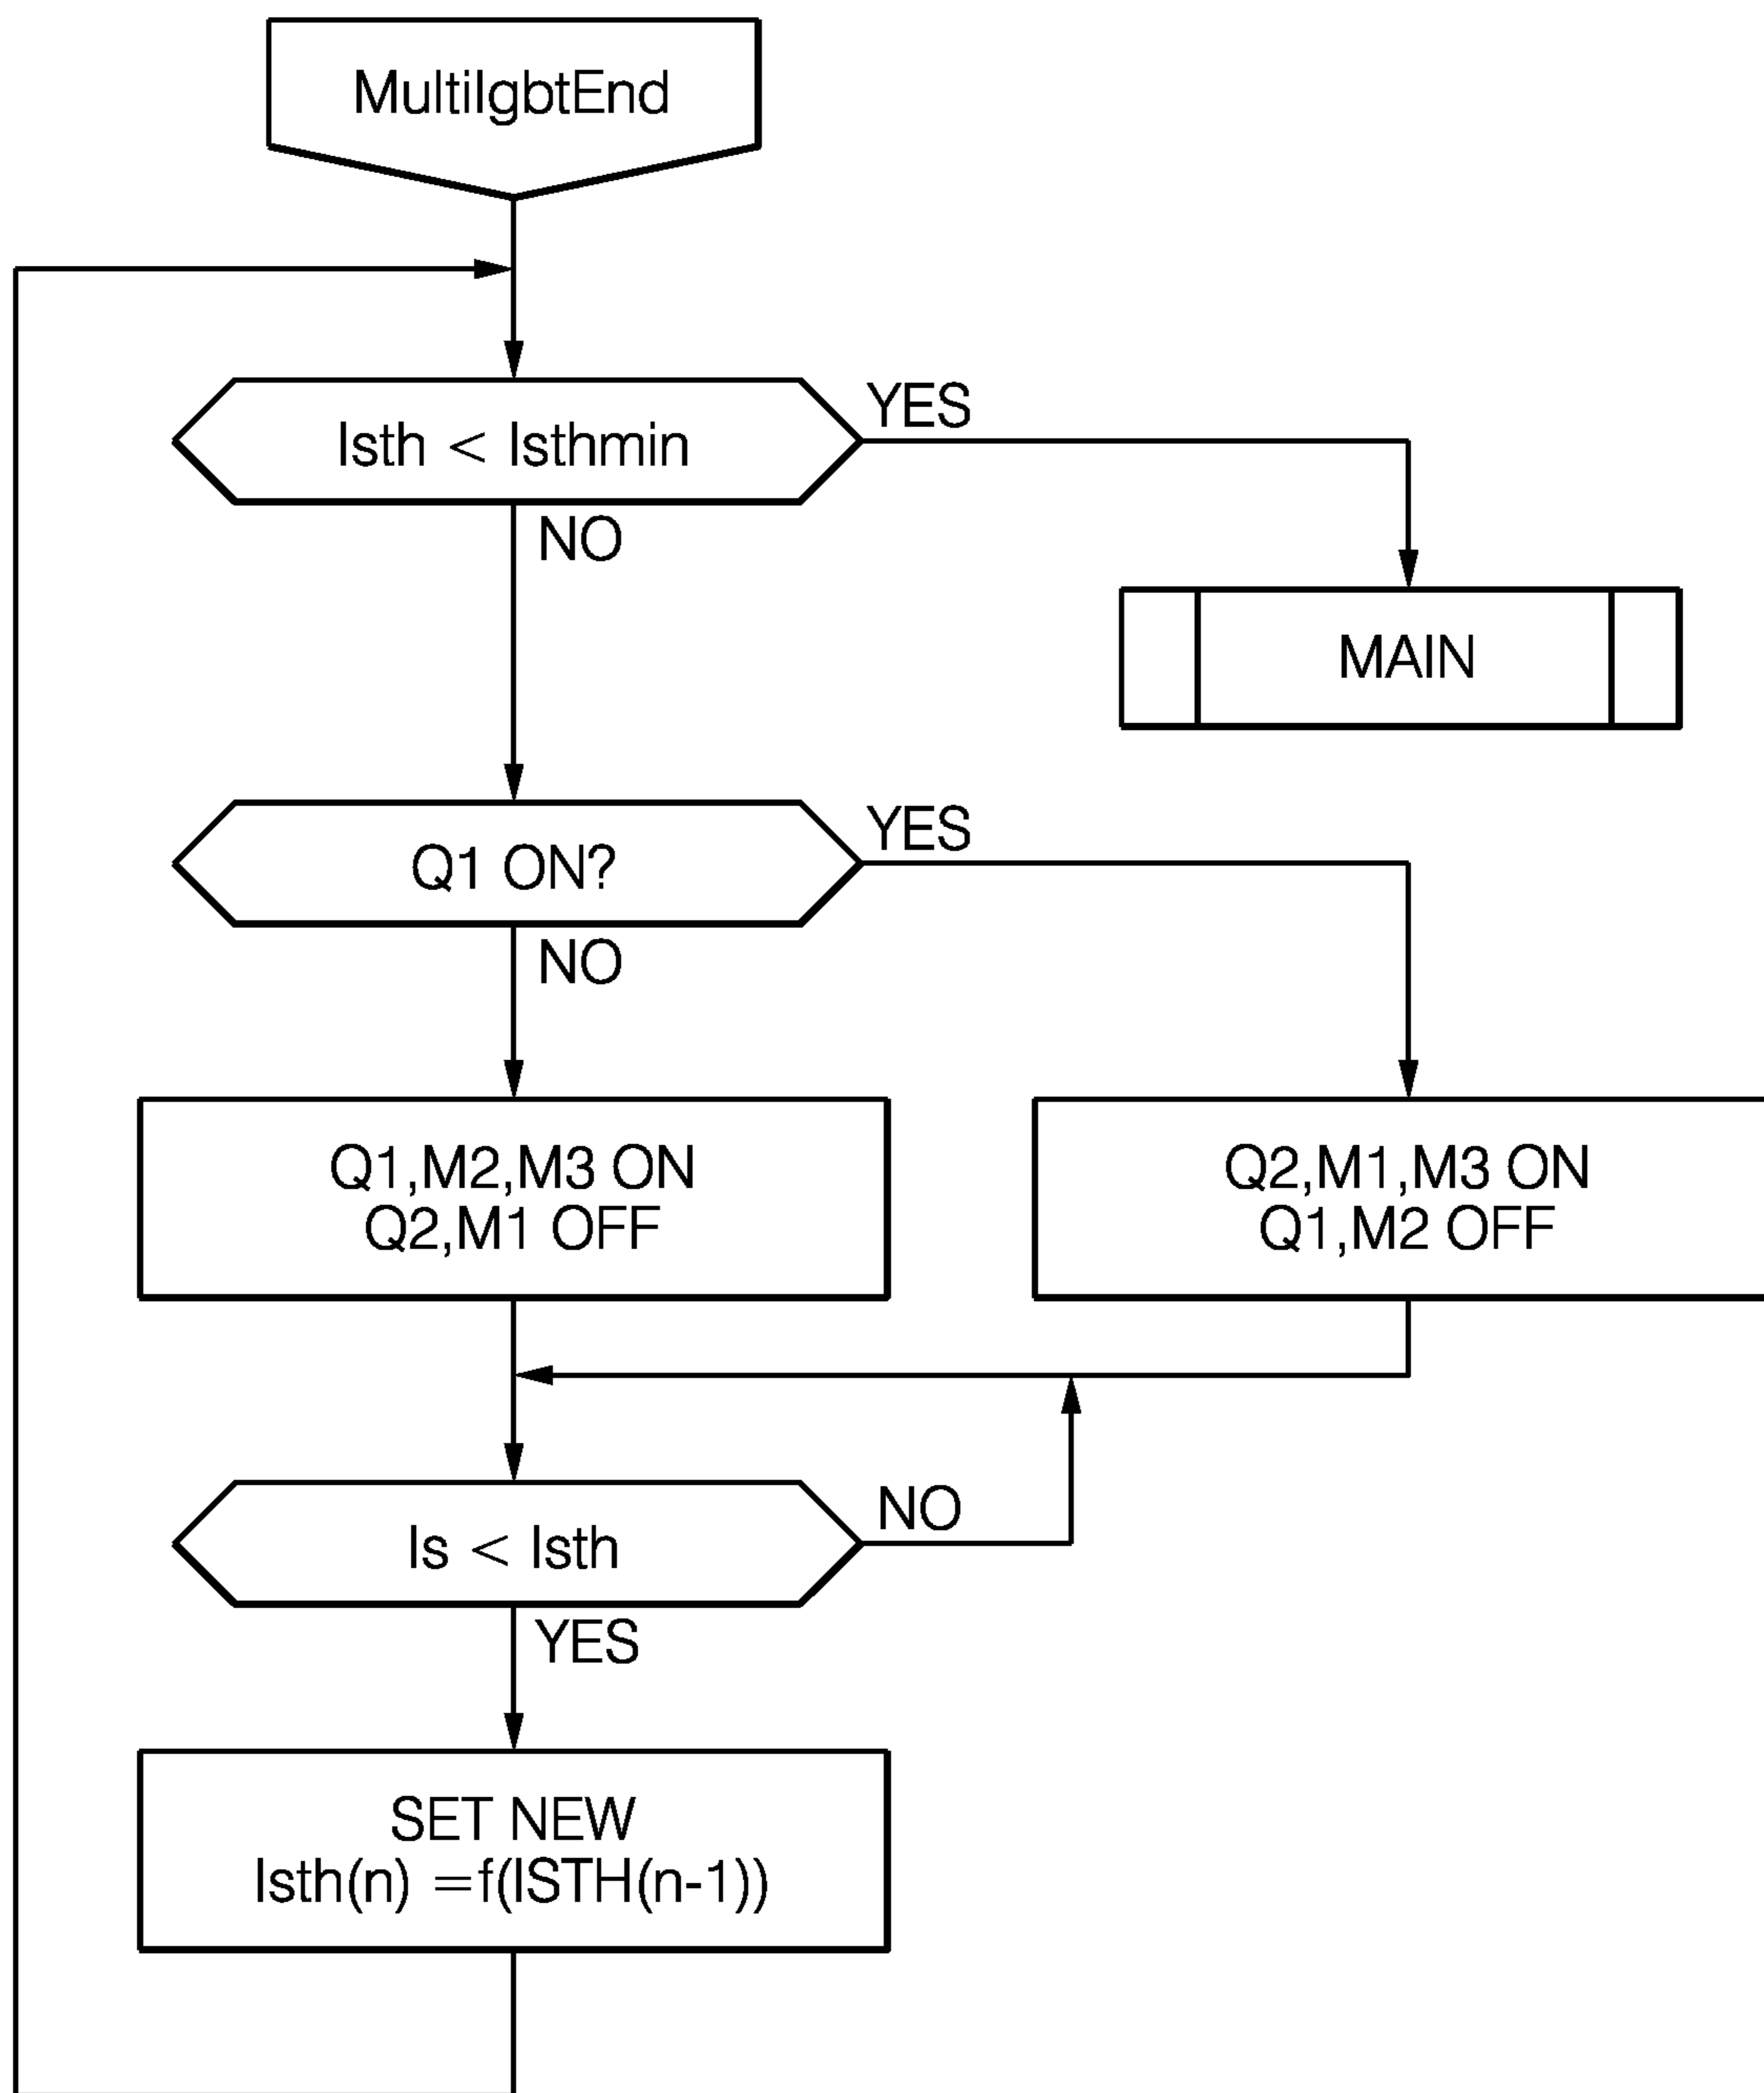 MultiIgbtEnd
Isth < Isthmin
YES
NO
MAIN
Q1 ON?
YES
NO
Q1,M2,M3 ON
Q2,M1 OFF
Q2,M1,M3 ON
Q1,M2 OFF
Is < Isth
NO
YES
SET NEW
Isth(n) =f(ISTH(n-1))